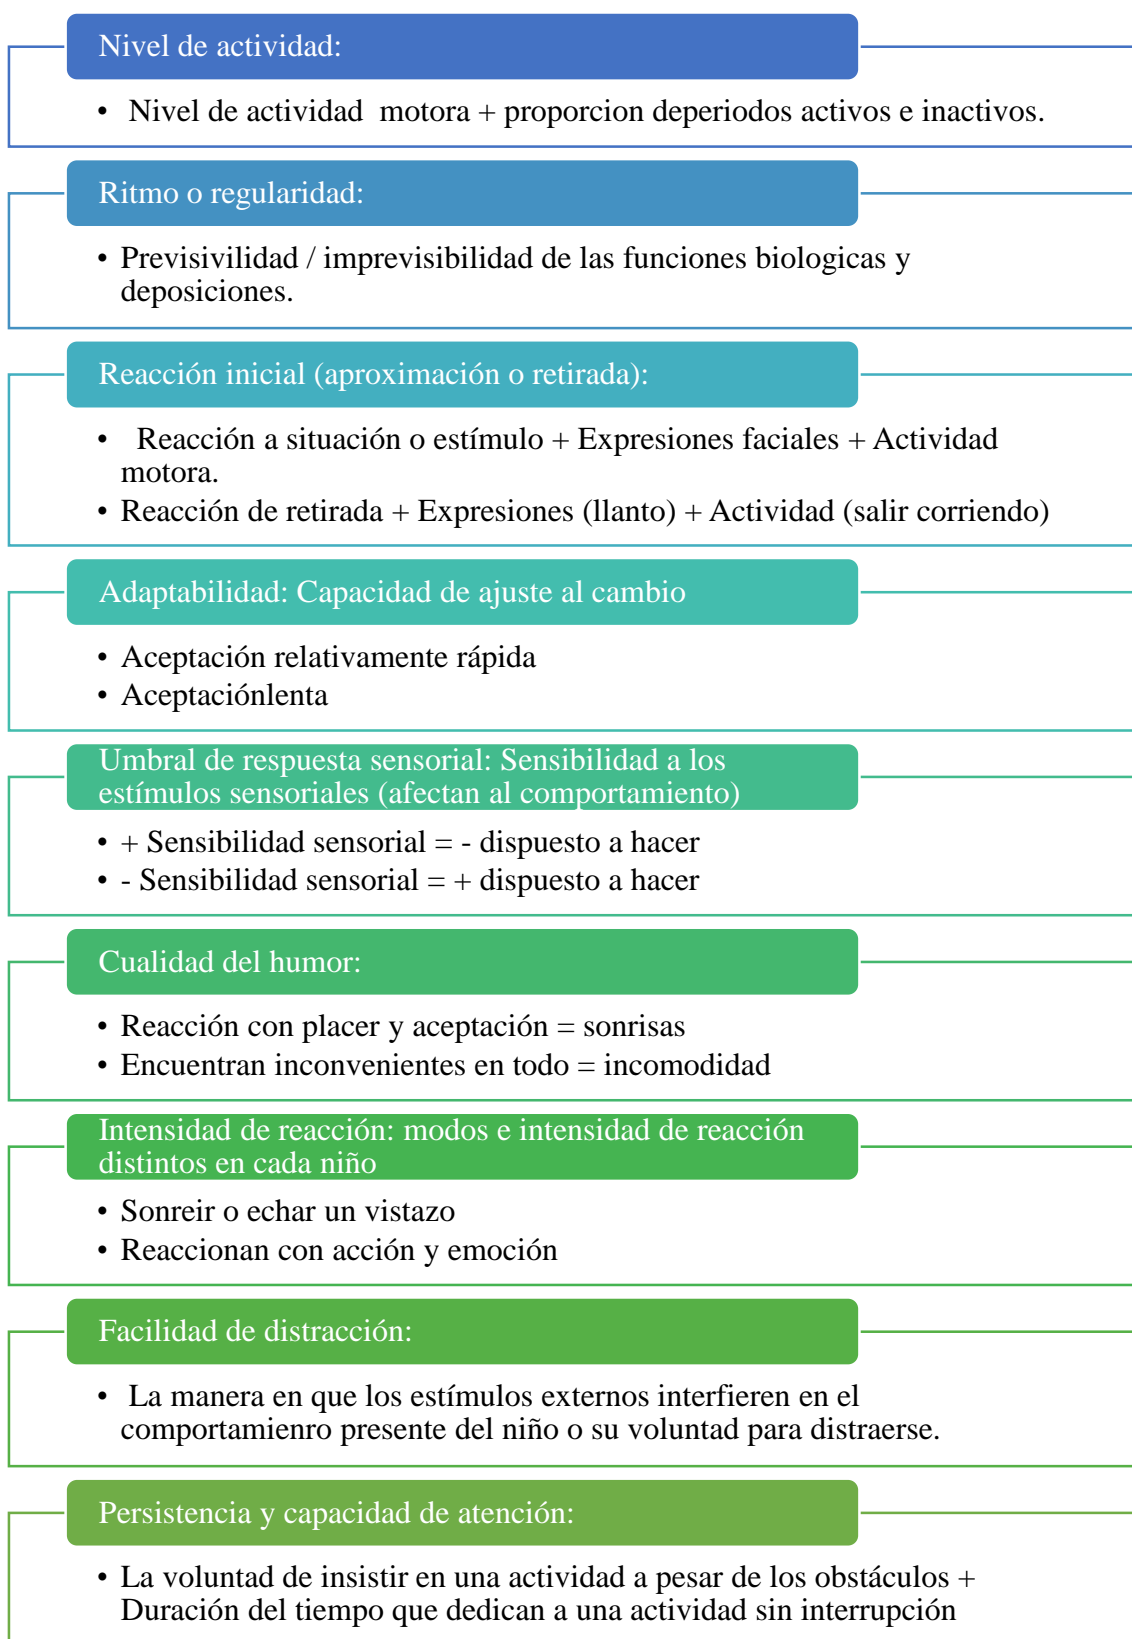 Nivel de actividad:
• Nivel de actividad motora + proporcion deperiodos activos e inactivos.
Ritmo o regularidad:
• Previsivilidad / imprevisibilidad de las funciones biologicas y
deposiciones.
Reacción inicial (aproximación o retirada):
• Reacción a situación o estímulo + Expresiones faciales + Actividad
motora.
• Reacción de retirada + Expresiones (llanto) + Actividad (salir corriendo)
Adaptabilidad: Capacidad de ajuste al cambio
• Aceptación relativamente rápida
• Aceptaciónlenta
Umbral de respuesta sensorial: Sensibilidad a los
estímulos sensoriales (afectan al comportamiento)
• + Sensibilidad sensorial = - dispuesto a hacer
• - Sensibilidad sensorial = + dispuesto a hacer
Cualidad del humor:
• Reacción con placer y aceptación = sonrisas
• Encuentran inconvenientes en todo = incomodidad
Intensidad de reacción: modos e intensidad de reacción
distintos en cada niño
• Sonreir o echar un vistazo
• Reaccionan con acción y emoción
Facilidad de distracción:
• La manera en que los estímulos externos interfieren en el
comportamienro presente del niño o su voluntad para distraerse.
Persistencia y capacidad de atención:
• La voluntad de insistir en una actividad a pesar de los obstáculos +
Duración del tiempo que dedican a una actividad sin interrupción